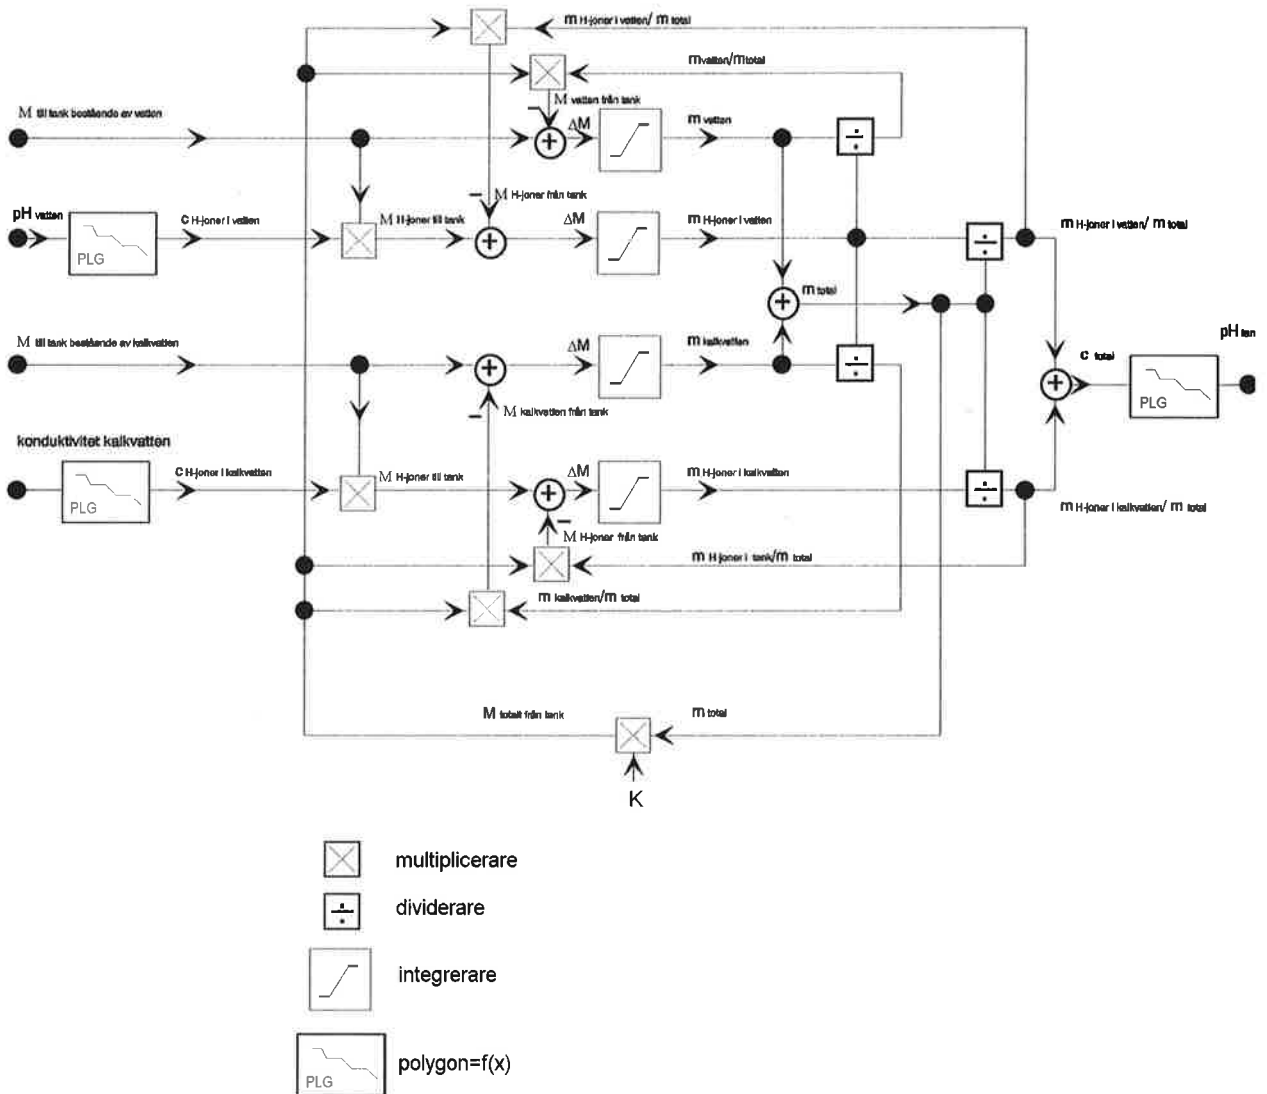 m H-joner i vatten/ m total
mvatten/mtotal
M vatten från tank
M till tank bestående av vatten
ΔM
m vatten
M H-joner från tank
pH vatten
c H-joner i vatten
M H-joner till tank
ΔM
m H-joner i vatten
m H-joner i vatten/ m total
PLG
m total
M till tank bestående av kalkvatten
ΔM
m kalkvatten
pH tan
c total
PLG
M kalkvatten från tank
konduktivitet kalkvatten
c H-joner i kalkvatten
M H-joner till tank
ΔM
m H-joner i kalkvatten
m H-joner i kalkvatten/ m total
PLG
M H-joner från tank
m H-joner i tank/m total
m kalkvatten/m total
M totalt från tank
m total
K
multiplicerare
dividerare
integrerare
PLG
polygon=f(x)